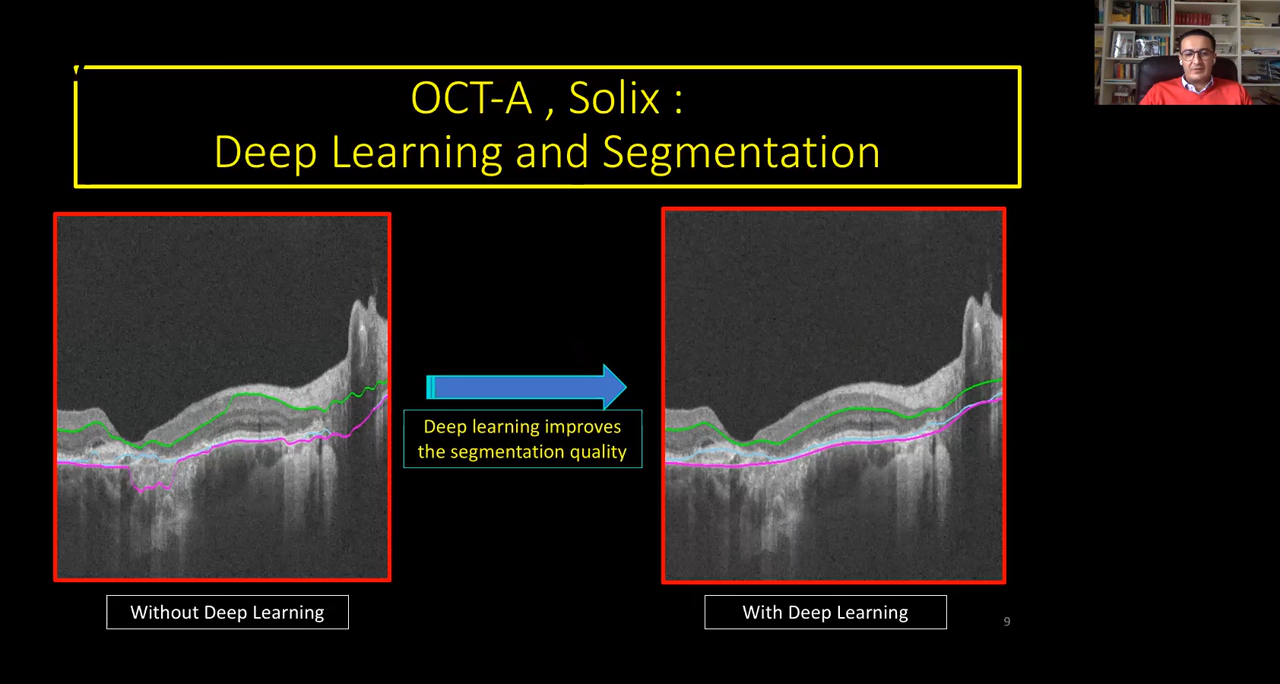 OCT-A , Solix :
Deep Learning and Segmentation
Deep learning improves
the segmentation quality
Without Deep Learning
With Deep Learning
9